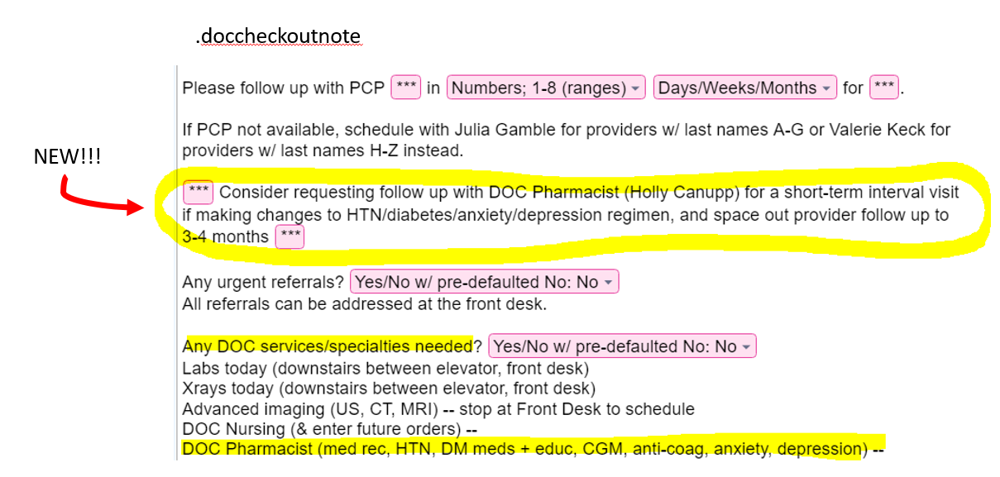 .doccheckoutnote
Please follow up with PCP *** in Numbers; 1-8 (ranges) Days/Weeks/Months for ***.
If PCP not available, schedule with Julia Gamble for providers w/ last names A-G or Valerie Keck for
providers w/ last names H-Z instead.
NEW!!!
*** Consider requesting follow up with DOC Pharmacist (Holly Canupp) for a short-term interval visit
if making changes to HTN/diabetes/anxiety/depression regimen, and space out provider follow up to
3-4 months ***
Any urgent referrals? Yes/No w/ pre-defaulted No: No
All referrals can be addressed at the front desk.
Any DOC services/specialties needed? Yes/No w/ pre-defaulted No: No
Labs today (downstairs between elevator, front desk)
Xrays today (downstairs between elevator, front desk)
Advanced imaging (US, CT, MRI) -- stop at Front Desk to schedule
DOC Nursing (& enter future orders) --
DOC Pharmacist (med rec, HTN, DM meds + educ, CGM, anti-coag, anxiety, depression) --